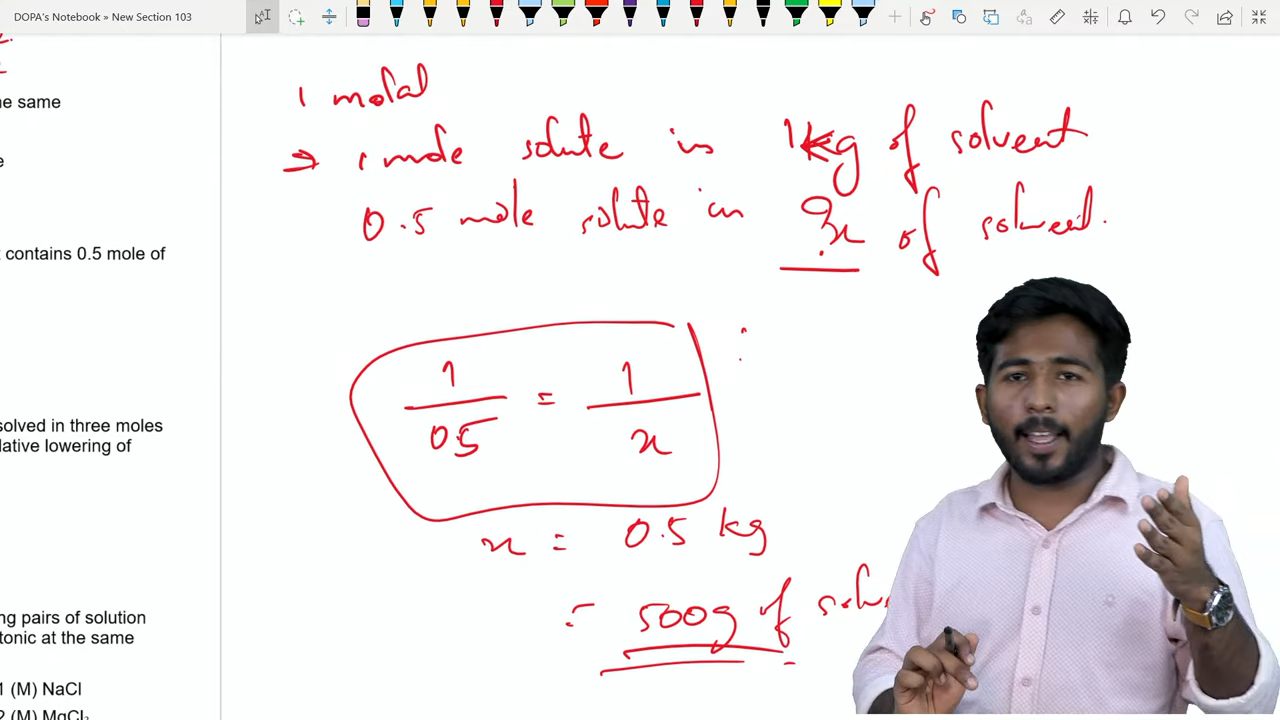 DOPA's Notebook » New Section 103
ne same
e
contains 0.5 mole of
solved in three moles
lative lowering of
ng pairs of solution
tonic at the same
1 (M) NaCl
2 (M) MgCl₂
1 molal
⇒ 1 mole solute in 1kg of solvent
0.5 mole solute in x of solvent.
1/0.5 = 1/x
x = 0.5 kg
= 500g of